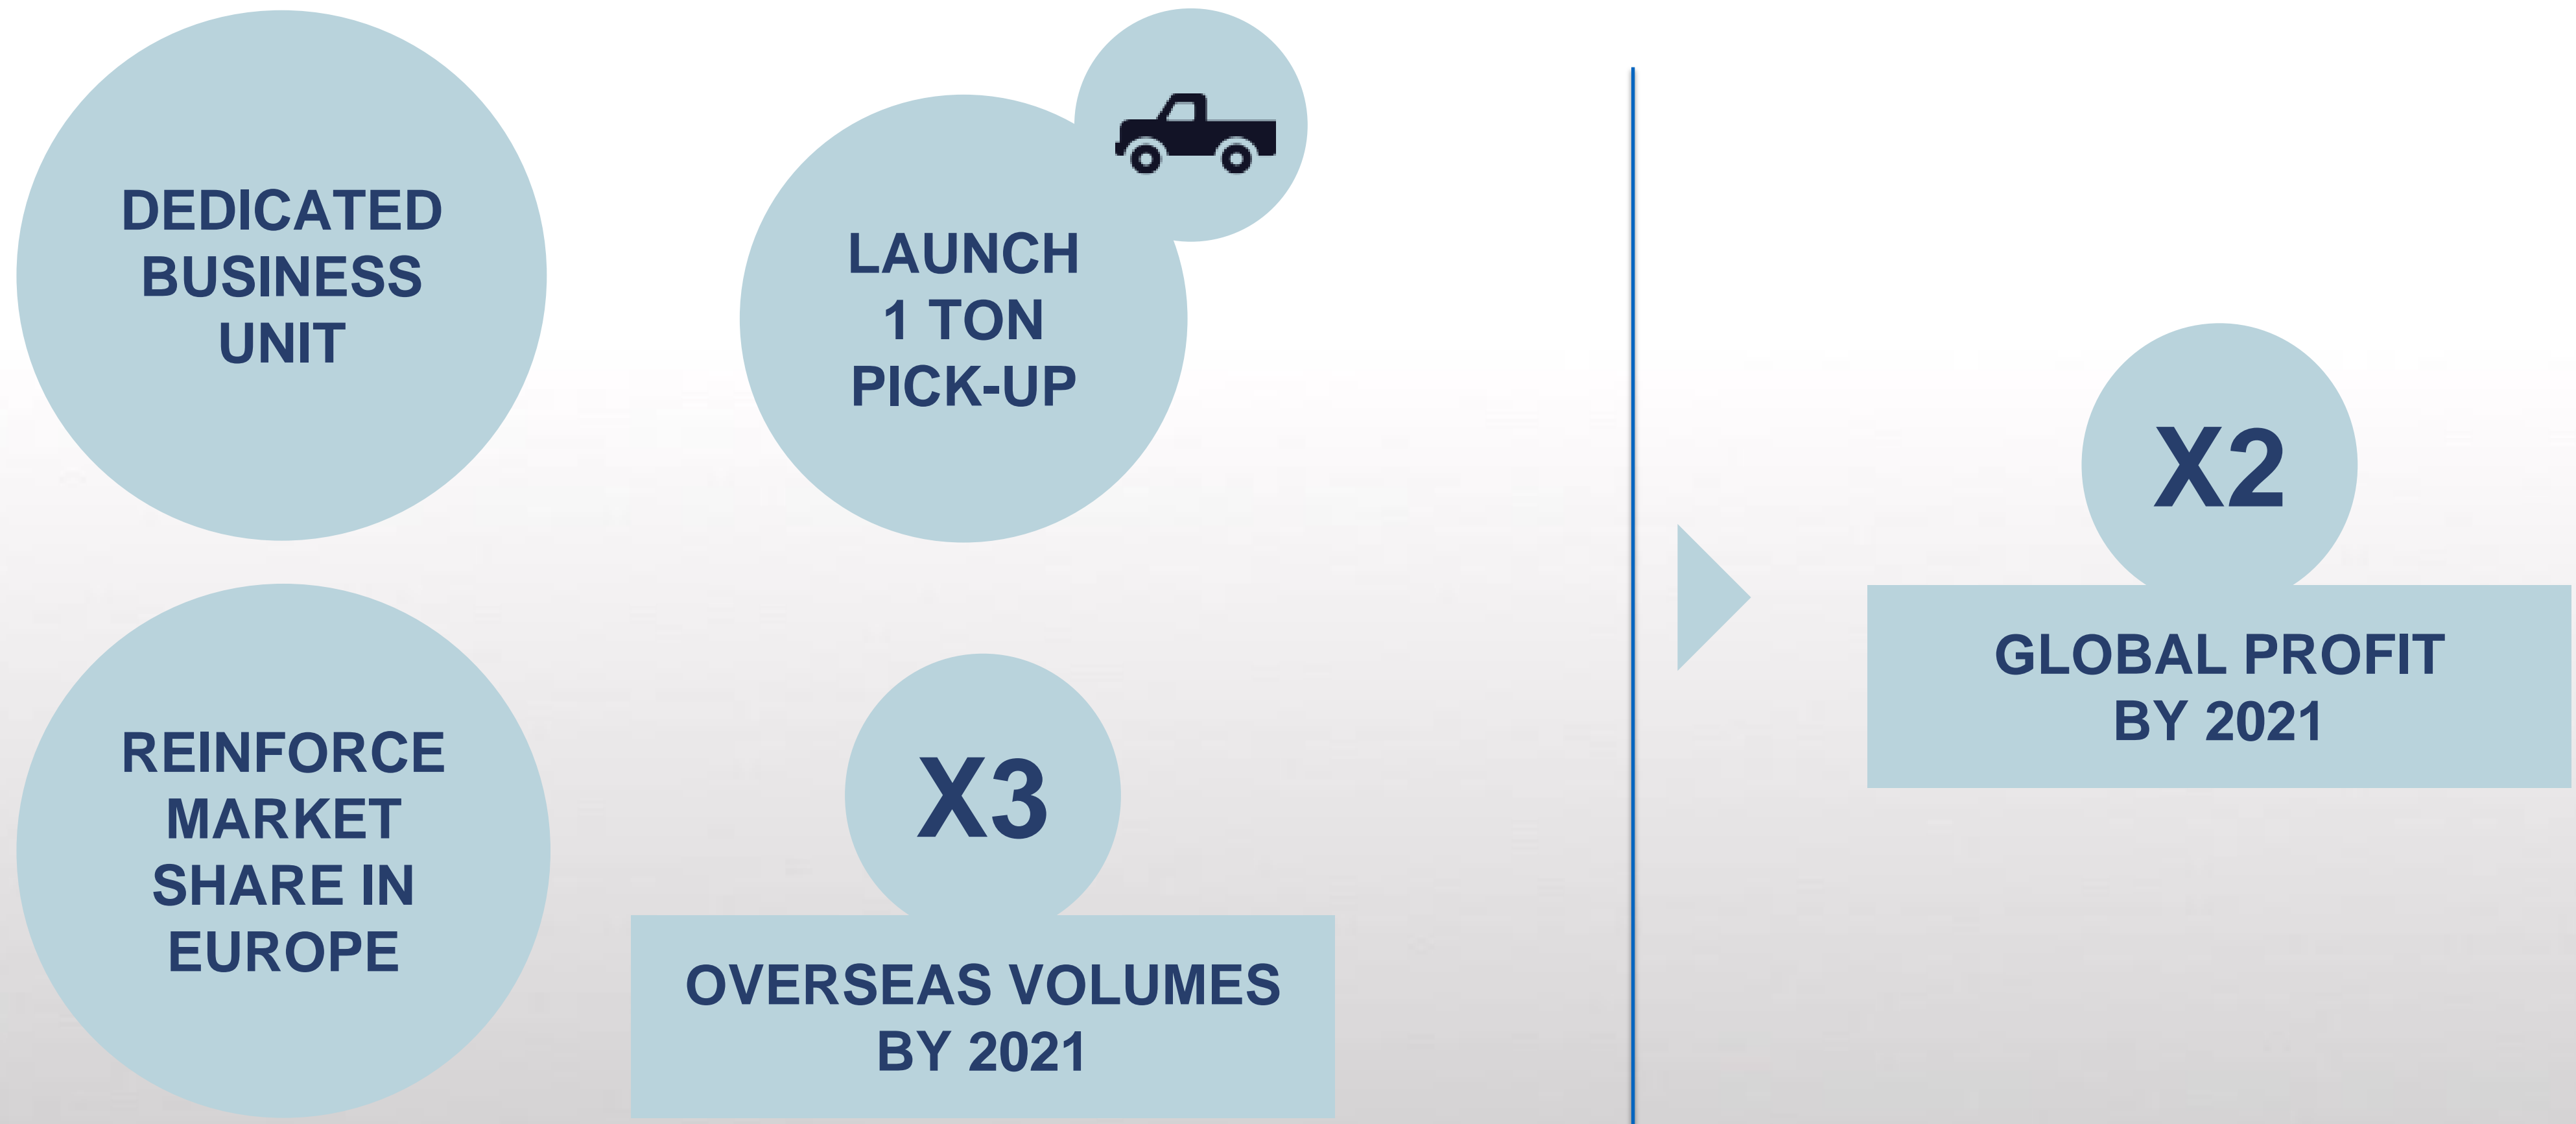 DEDICATED
BUSINESS
UNIT
LAUNCH
1 TON
PICK-UP
REINFORCE
MARKET
SHARE IN
EUROPE
X3
OVERSEAS VOLUMES
BY 2021
X2
GLOBAL PROFIT
BY 2021